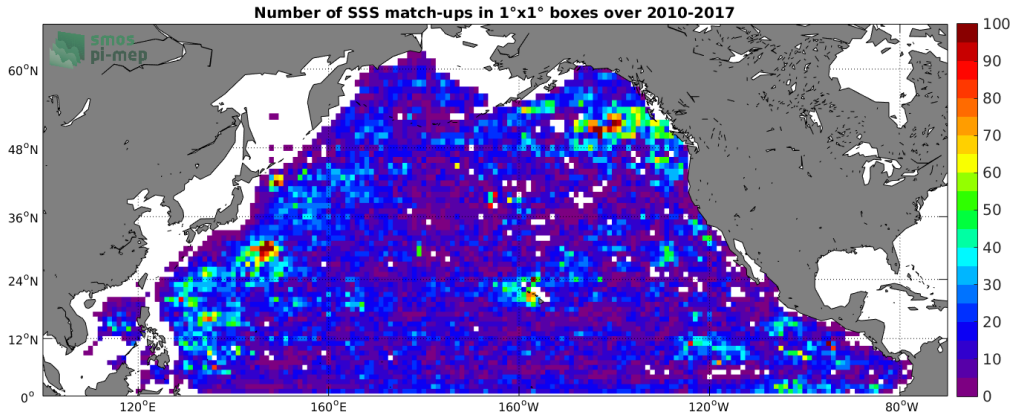 Number of SSS match-ups in 1°x1° boxes over 2010-2017
smos
pi-mep
60°N
48°N
36°N
24°N
12°N
0°
120°E
160°E
160°W
120°W
80°W
100
90
80
70
60
50
40
30
20
10
0